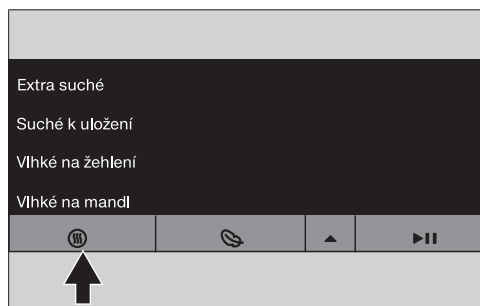 Extra suché
Suché k uložení
Vlhké na žehlení
Vlhké na mandl